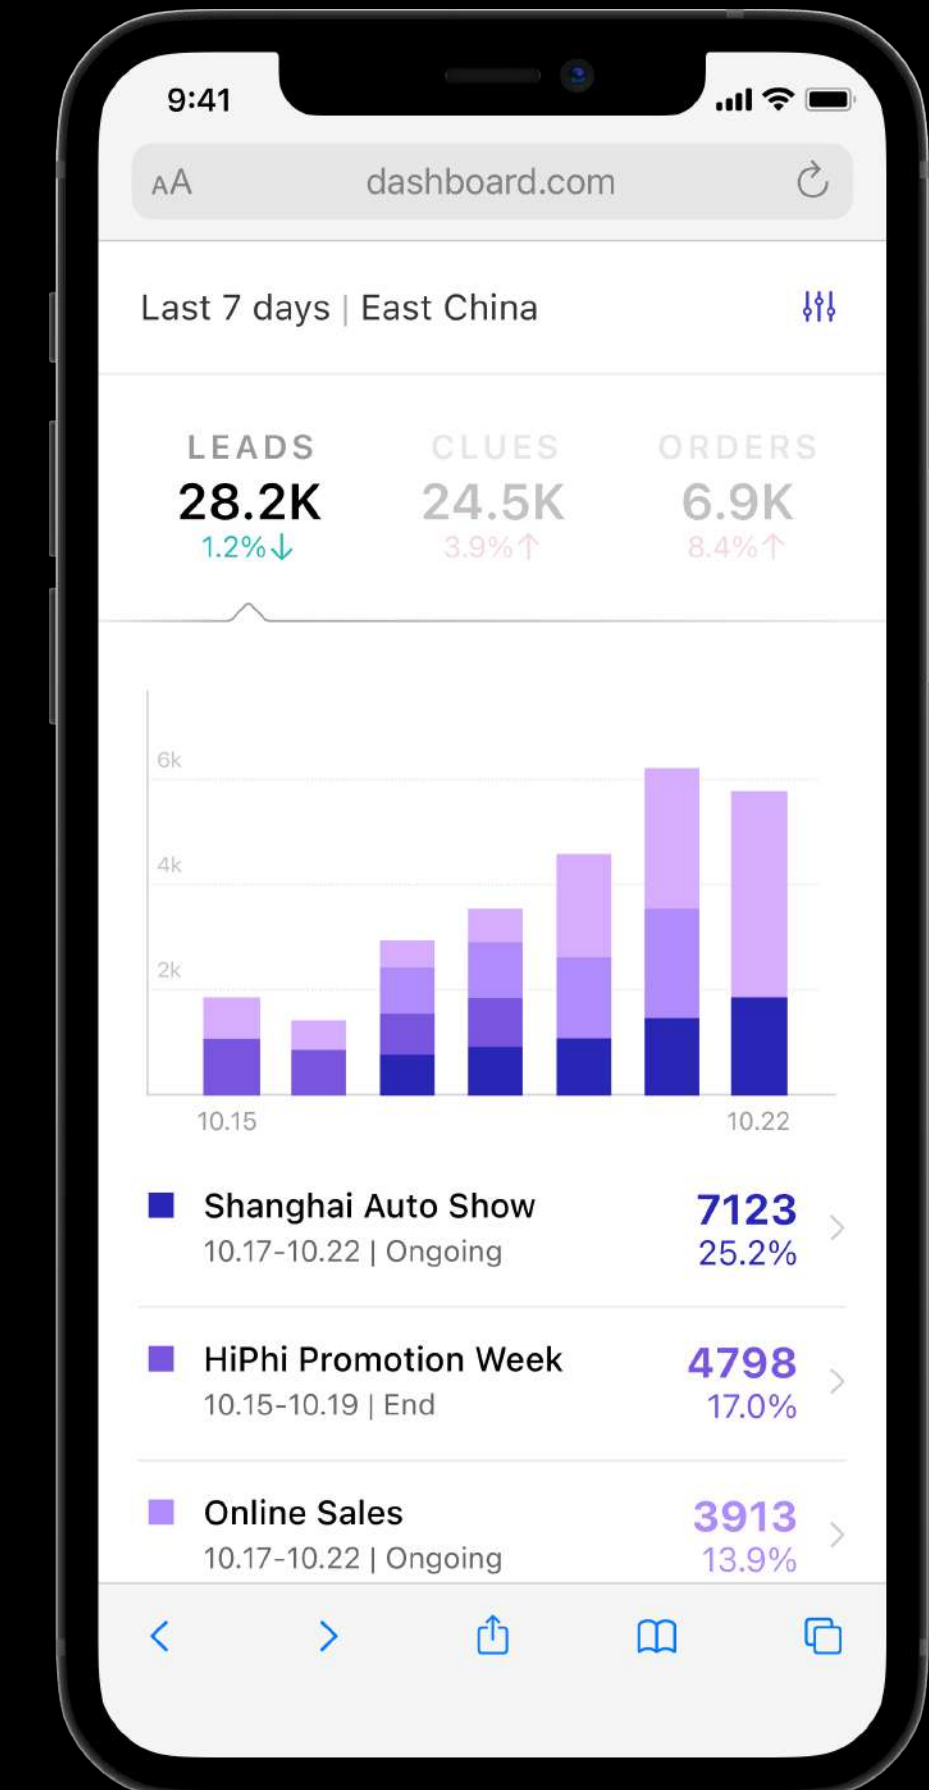 9:41
AA
dashboard.com
Last 7 days | East China
LEADS
28.2K
1.2%↓
CLUES
24.5K
3.9%↑
ORDERS
6.9K
8.4%↑
6k
4k
2k
10.15
10.22
Shanghai Auto Show
7123
10.17-10.22 | Ongoing
25.2%
HiPhi Promotion Week
4798
10.15-10.19 | End
17.0%
Online Sales
3913
10.17-10.22 | Ongoing
13.9%